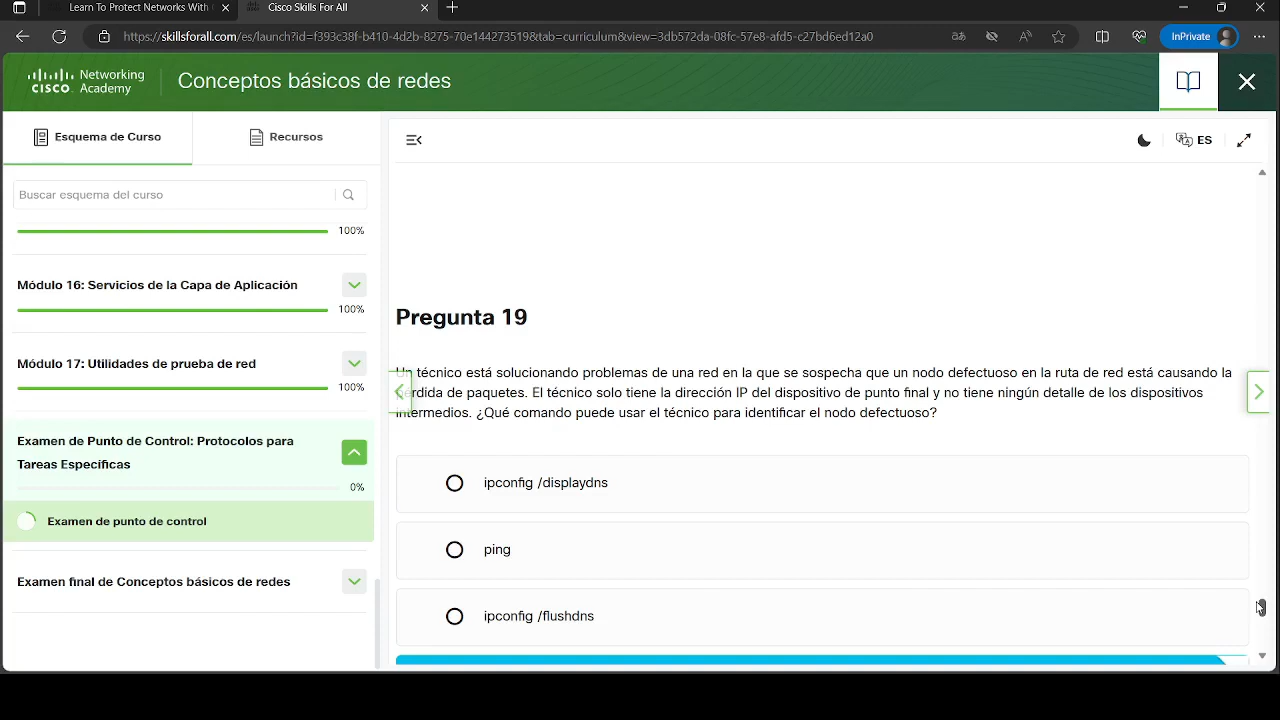 Learn To Protect Networks With
Cisco Skills For All
https://skillsforall.com/es/launch?id=f393c38f-b410-4d2b-8275-70e144273519&tab=curriculum&view=3db572da-08fc-57e8-afd5-c27bd6ed12a0
InPrivate
Networking
CISCO Academy
Conceptos básicos de redes
Esquema de Curso
Recursos
ES
Buscar esquema del curso
100%
Módulo 16: Servicios de la Capa de Aplicación
100%
Módulo 17: Utilidades de prueba de red
100%
Examen de Punto de Control: Protocolos para
Tareas Específicas
0%
Examen de punto de control
Examen final de Conceptos básicos de redes
Pregunta 19
Un técnico está solucionando problemas de una red en la que se sospecha que un nodo defectuoso en la ruta de red está causando la
pérdida de paquetes. El técnico solo tiene la dirección IP del dispositivo de punto final y no tiene ningún detalle de los dispositivos
intermedios. ¿Qué comando puede usar el técnico para identificar el nodo defectuoso?
ipconfig /displaydns
ping
ipconfig /flushdns